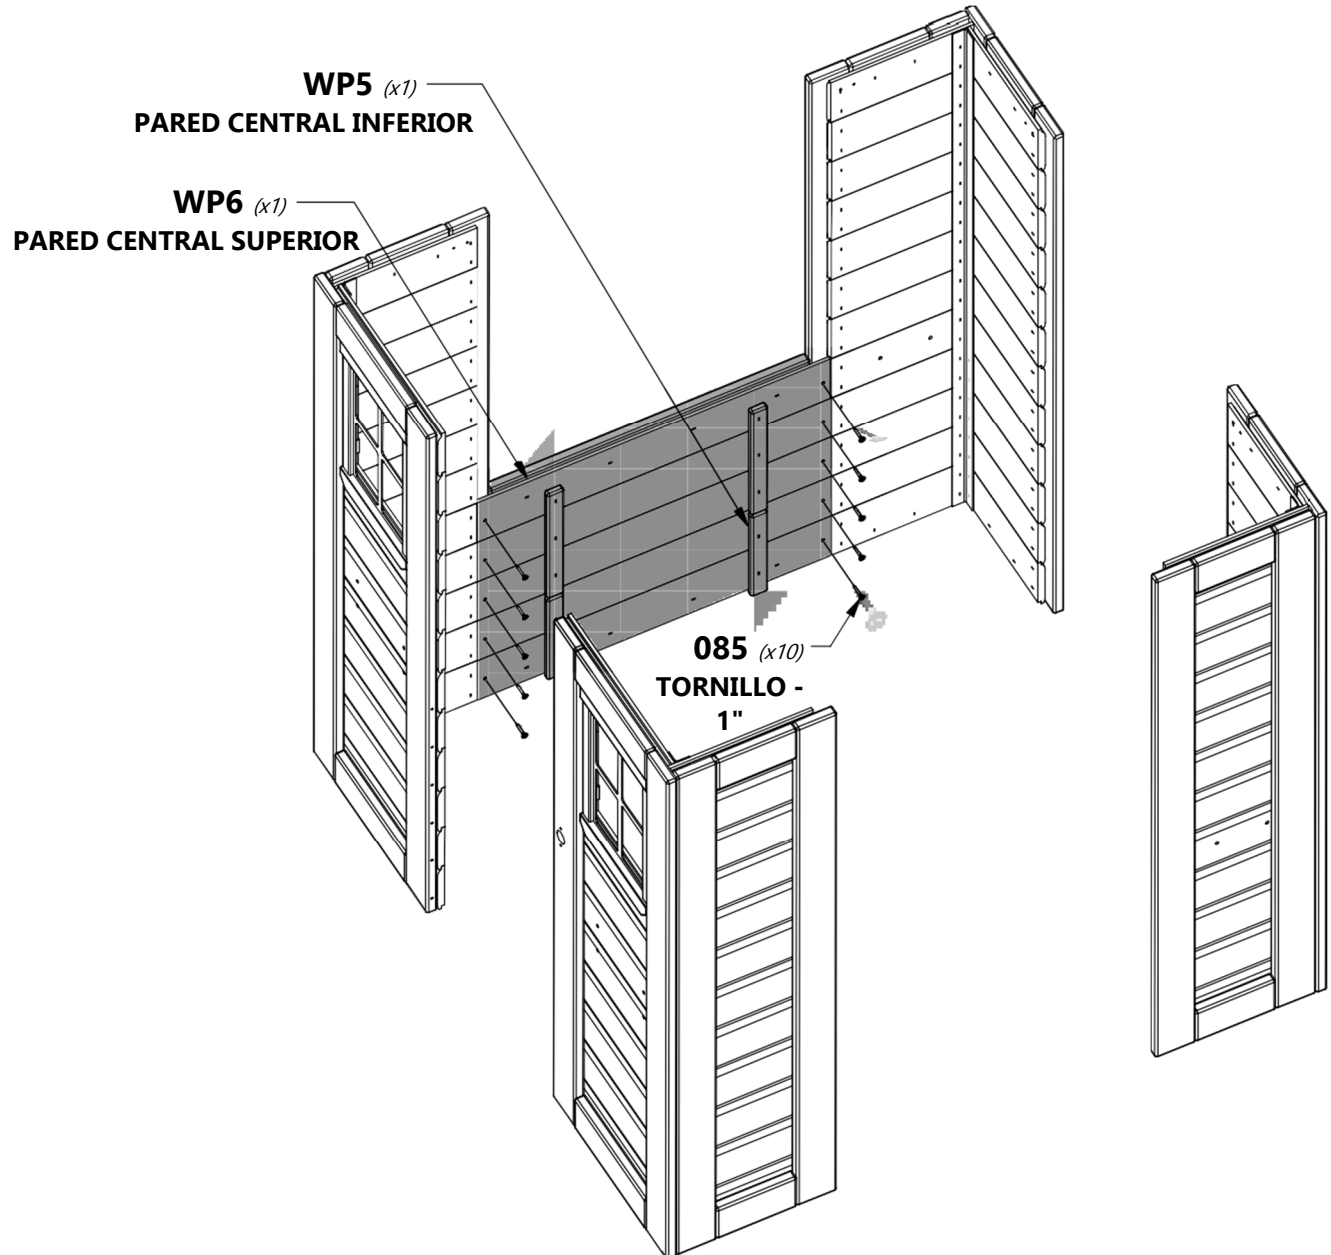 WP5 (x1)
PARED CENTRAL INFERIOR
WP6 (x1)
PARED CENTRAL SUPERIOR
085 (x10)
TORNILLO -
1"